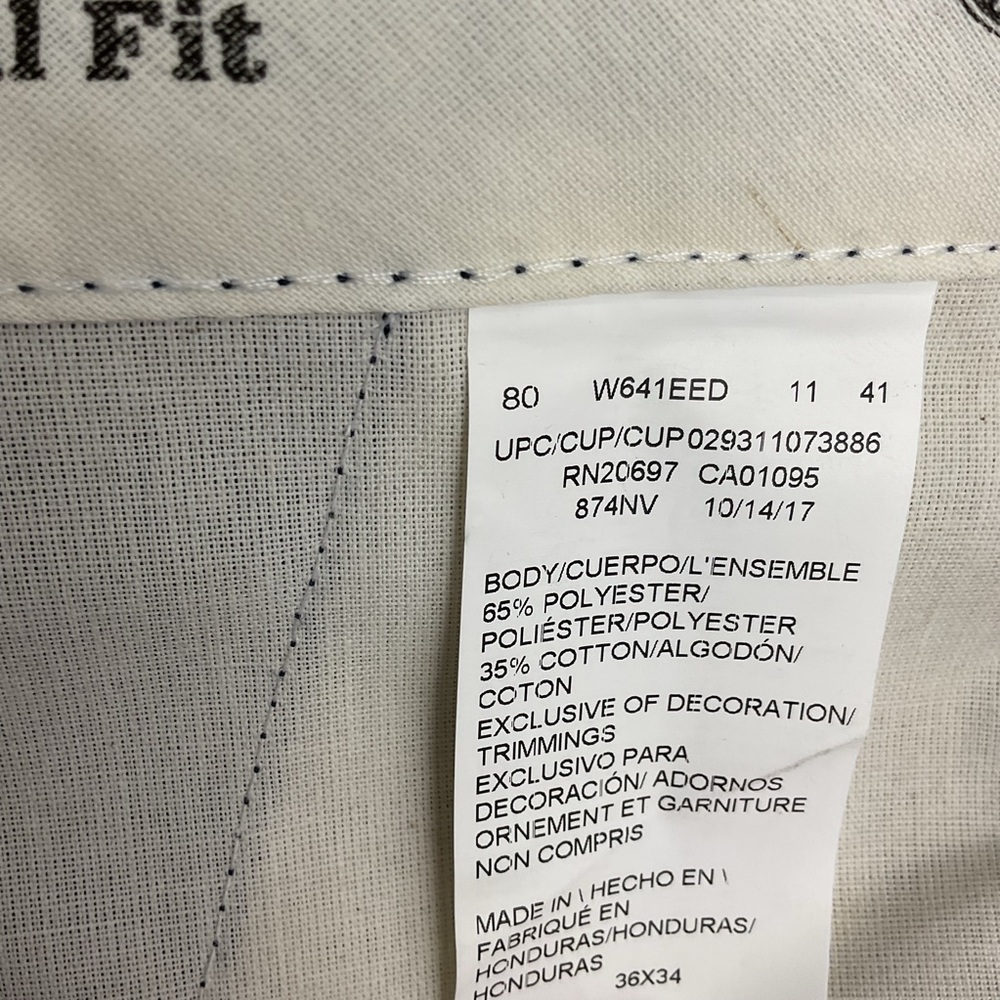 Fit
80 W641EED 11 41
UPC/CUP/CUP 029311073886
RN20697 CA01095
874NV 10/14/17
BODY/CUERPO/L'ENSEMBLE
65% POLYESTER/
POLIÉSTER/POLYESTER
35% COTTON/ALGODÓN/
COTON
EXCLUSIVE OF DECORATION/
TRIMMINGS
EXCLUSIVO PARA
DECORACIÓN/ ADORNOS
ORNEMENT ET GARNITURE
NON COMPRIS
MADE IN \ HECHO EN \
FABRIQUÉ EN
HONDURAS/HONDURAS/
HONDURAS 36X34